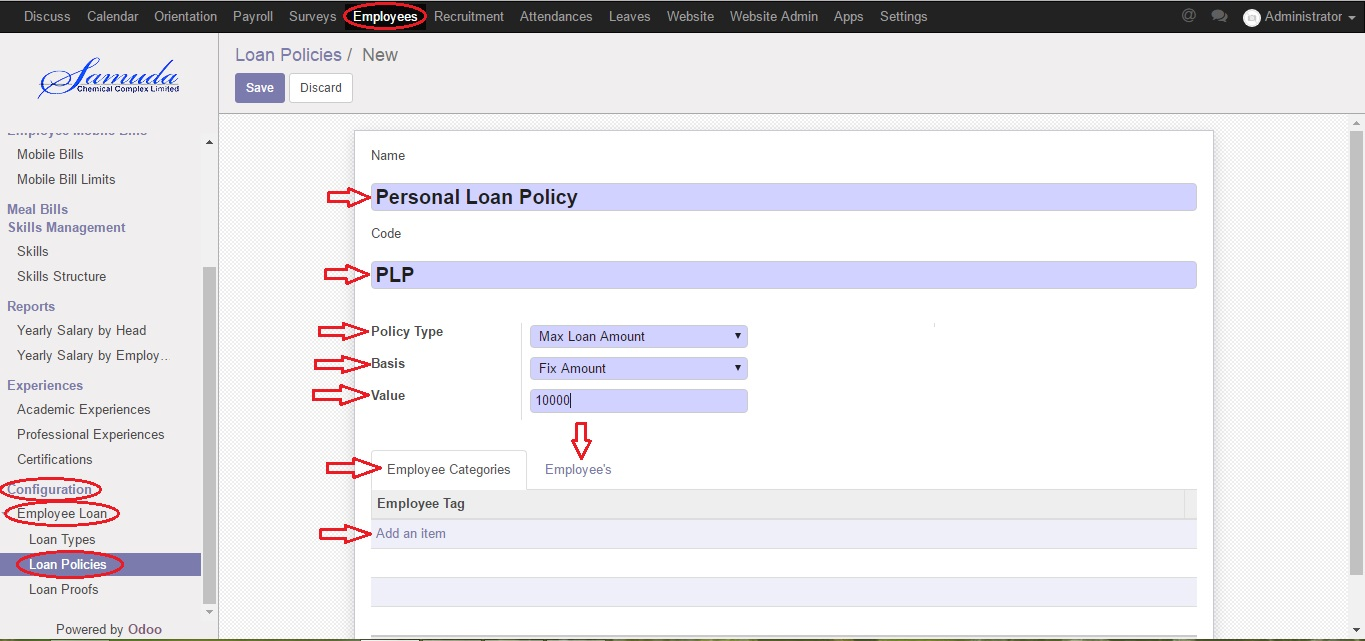 Discuss Calendar Orientation Payroll Surveys Employees Recruitment Attendances Leaves Website Website Admin Apps Settings @ Administrator
Samuda
Chemical Complex Limited
Loan Policies / New
Save Discard
Employee Mobile Bills
Mobile Bills
Mobile Bill Limits
Meal Bills
Skills Management
Skills
Skills Structure
Reports
Yearly Salary by Head
Yearly Salary by Employ...
Experiences
Academic Experiences
Professional Experiences
Certifications
Configuration
Employee Loan
Loan Types
Loan Policies
Loan Proofs
Powered by Odoo
Name
Personal Loan Policy
Code
PLP
Policy Type Max Loan Amount
Basis Fix Amount
Value 10000
Employee Categories Employee's
Employee Tag
Add an item